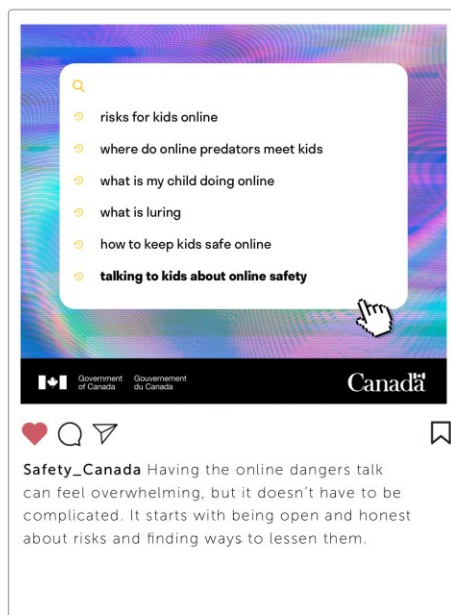 risks for kids online
where do online predators meet kids
what is my child doing online
what is luring
how to keep kids safe online
talking to kids about online safety
Government of Canada
Gouvernement du Canada
Canada
Safety_Canada Having the online dangers talk
can feel overwhelming, but it doesn't have to be
complicated. It starts with being open and honest
about risks and finding ways to lessen them.